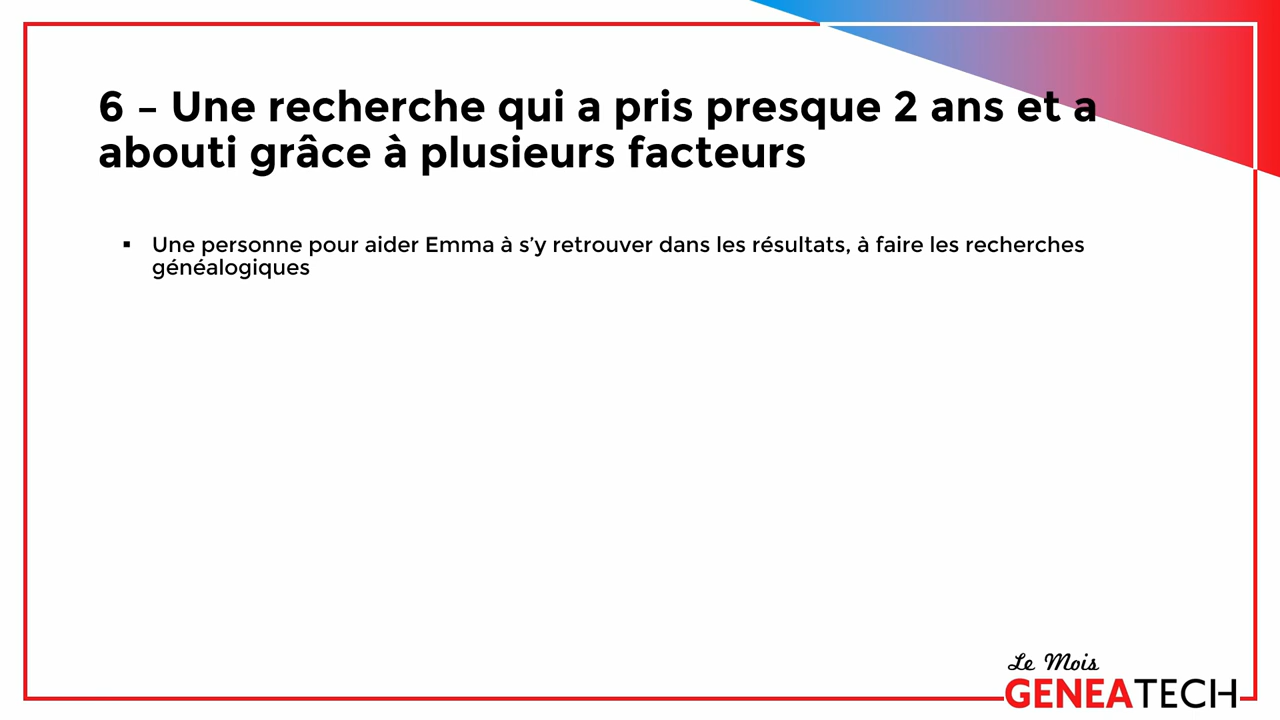 6 – Une recherche qui a pris presque 2 ans et a
abouti grâce à plusieurs facteurs
▪ Une personne pour aider Emma à s’y retrouver dans les résultats, à faire les recherches
généalogiques
Le Mois
GENEATECH